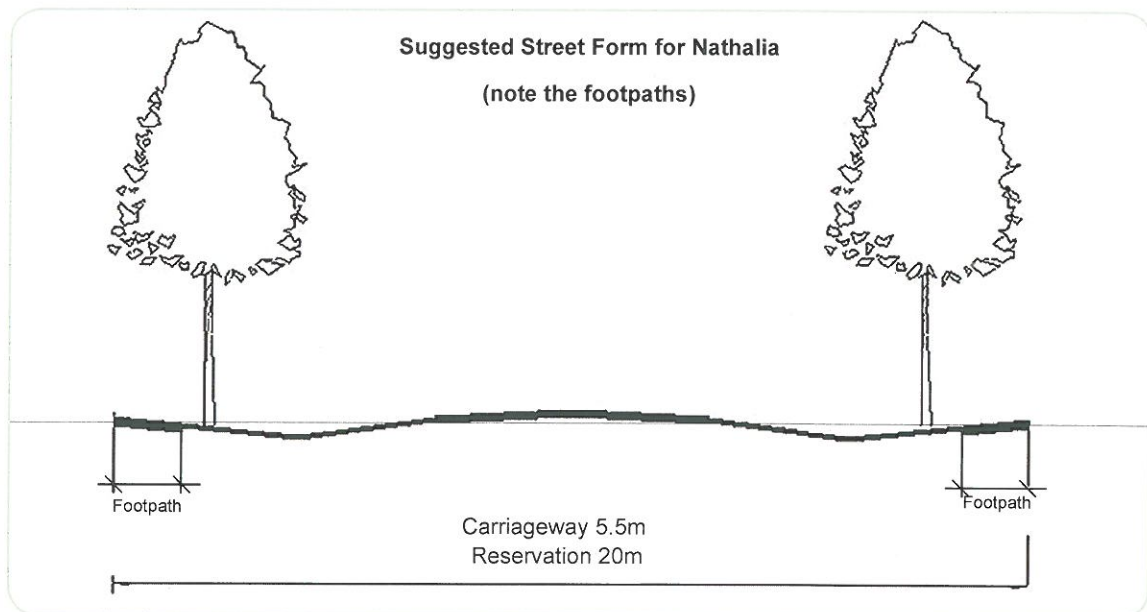 Suggested Street Form for Nathalia
(note the footpaths)
Footpath
Footpath
Carriageway 5.5m
Reservation 20m